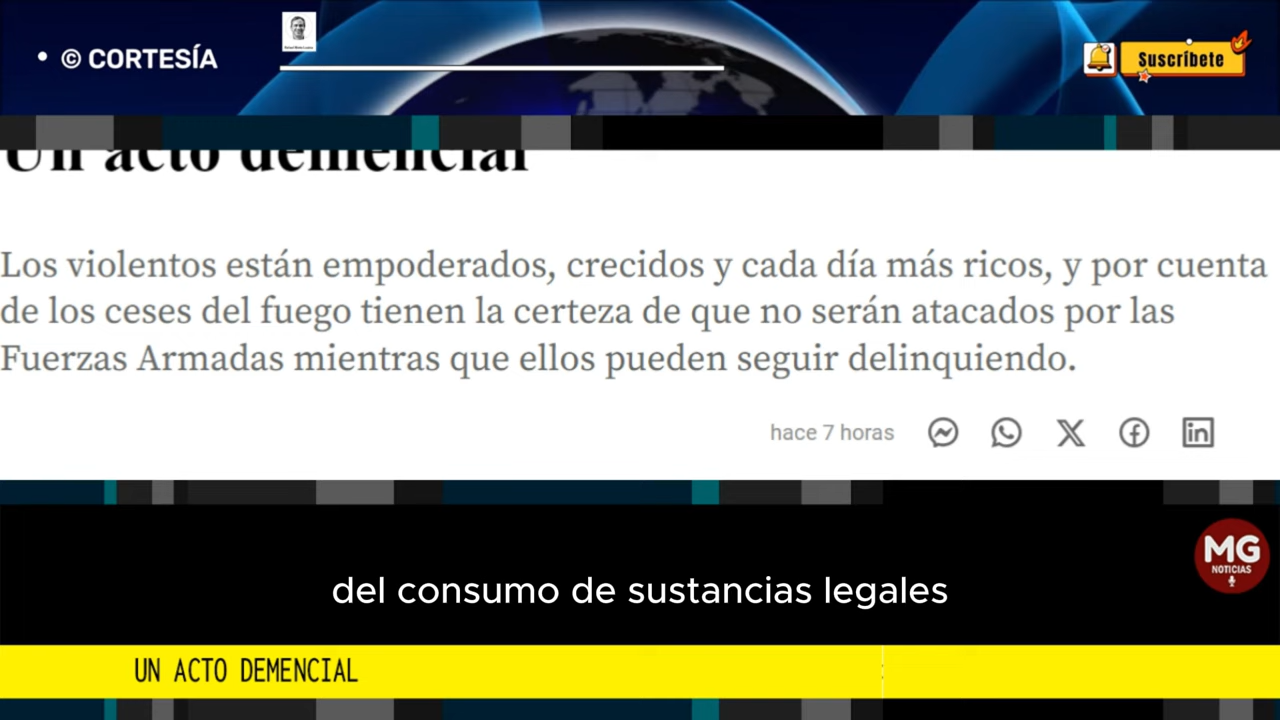 • © CORTESÍA
Suscríbete
Un acto demencial
Los violentos están empoderados, crecidos y cada día más ricos, y por cuenta
de los ceses del fuego tienen la certeza de que no serán atacados por las
Fuerzas Armadas mientras que ellos pueden seguir delinquiendo.
hace 7 horas
MG
NOTICIAS
del consumo de sustancias legales
UN ACTO DEMENCIAL